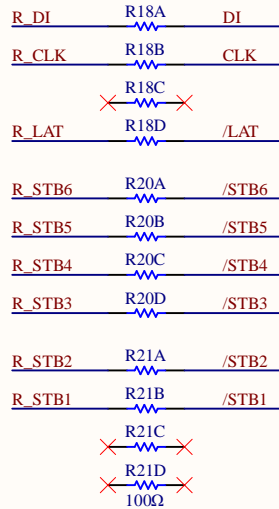 R_DI R18A DI
R_CLK R18B CLK
R18C
R_LAT R18D /LAT
R_STB6 R20A /STB6
R_STB5 R20B /STB5
R_STB4 R20C /STB4
R_STB3 R20D /STB3
R_STB2 R21A /STB2
R_STB1 R21B /STB1
R21C
R21D
100Ω